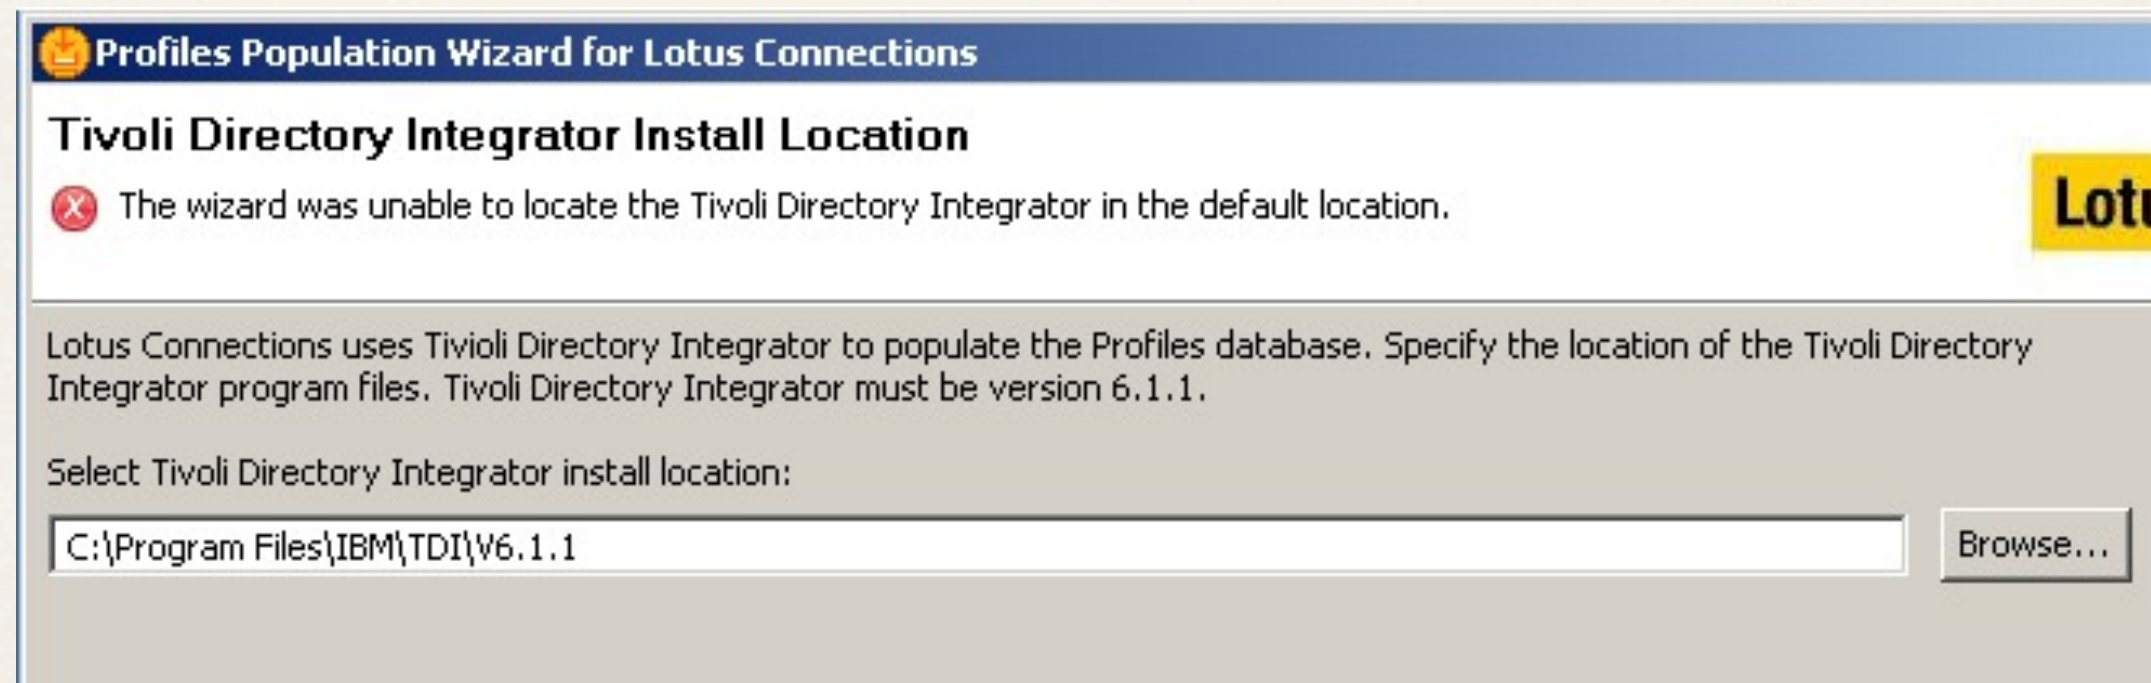 Profiles Population Wizard for Lotus Connections
Tivoli Directory Integrator Install Location
The wizard was unable to locate the Tivoli Directory Integrator in the default location.
Lotu
Lotus Connections uses Tivioli Directory Integrator to populate the Profiles database. Specify the location of the Tivoli Directory
Integrator program files. Tivoli Directory Integrator must be version 6.1.1.
Select Tivoli Directory Integrator install location:
C:\Program Files\IBM\TDI\V6.1.1
Browse...